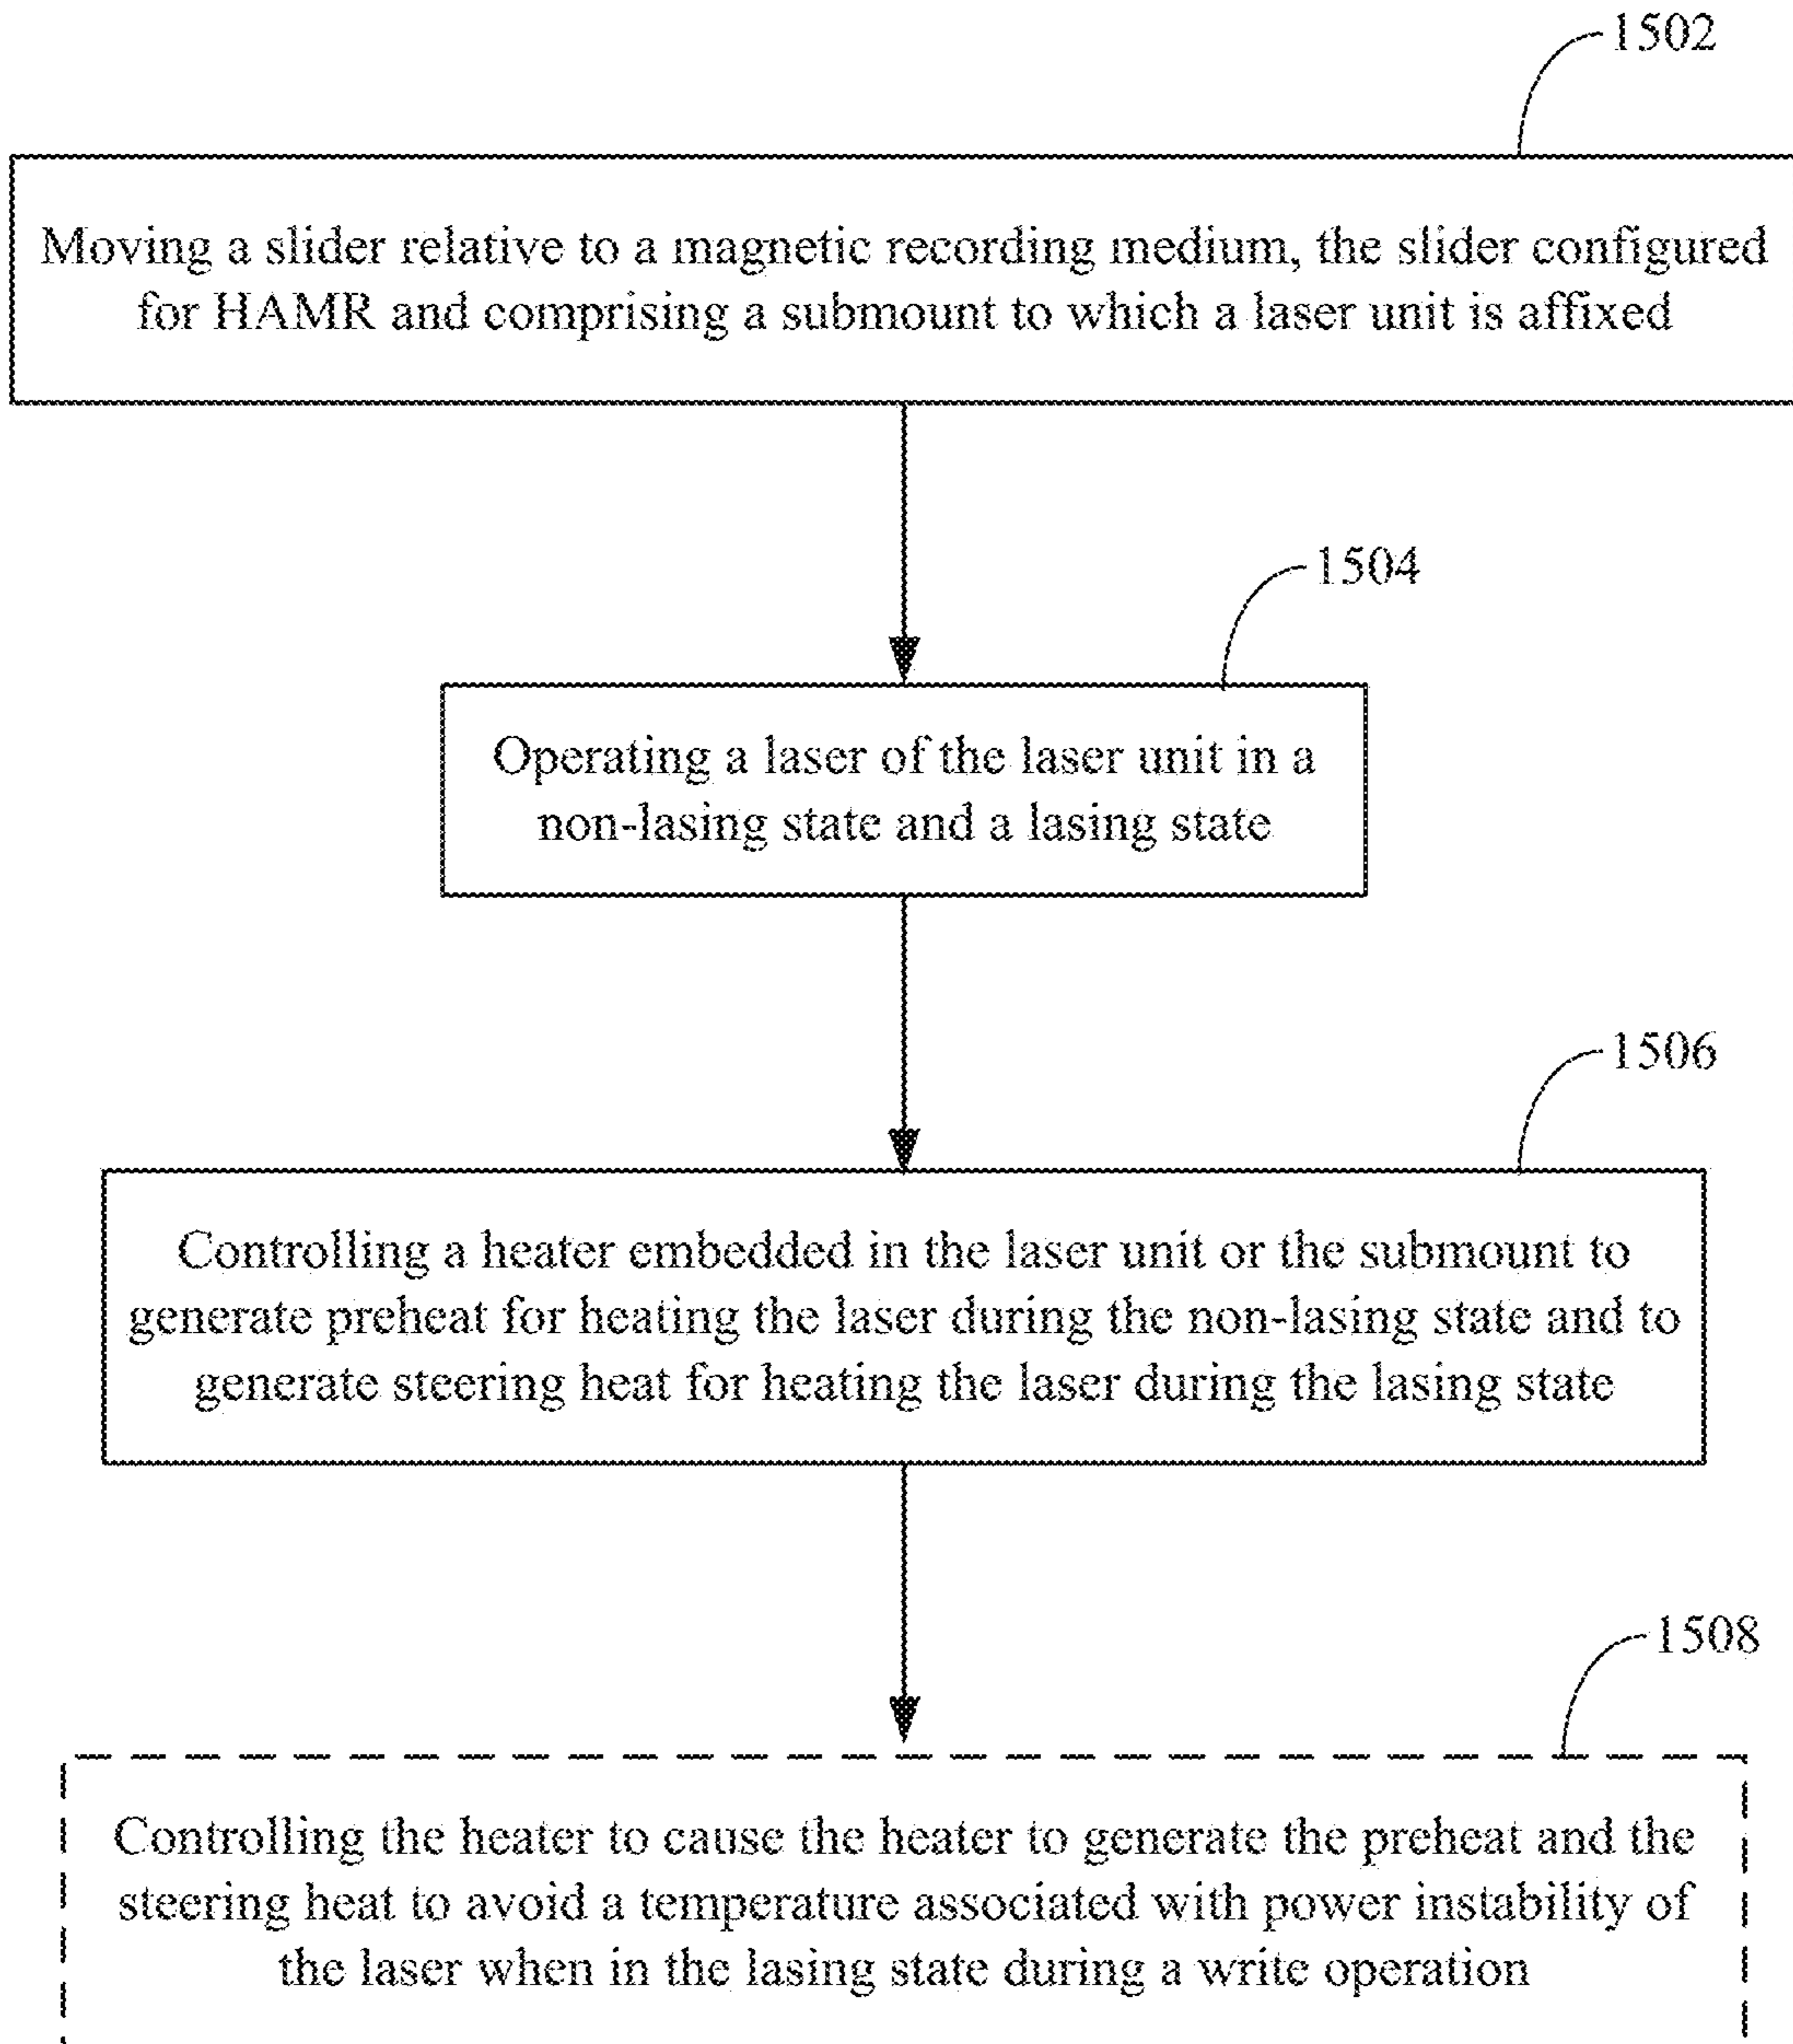 1502
Moving a slider relative to a magnetic recording medium, the slider configured
for HAMR and comprising a submount to which a laser unit is affixed
1504
Operating a laser of the laser unit in a
non-lasing state and a lasing state
1506
Controlling a heater embedded in the laser unit or the submount to
generate preheat for heating the laser during the non-lasing state and to
generate steering heat for heating the laser during the lasing state
1508
Controlling the heater to cause the heater to generate the preheat and the
steering heat to avoid a temperature associated with power instability of
the laser when in the lasing state during a write operation